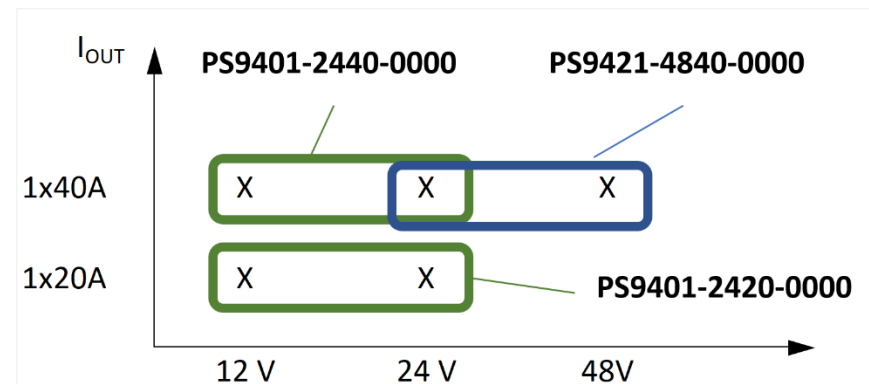 IOUT
PS9401-2440-0000 PS9421-4840-0000
1x40A X X X
1x20A X X
PS9401-2420-0000
12 V 24 V 48V